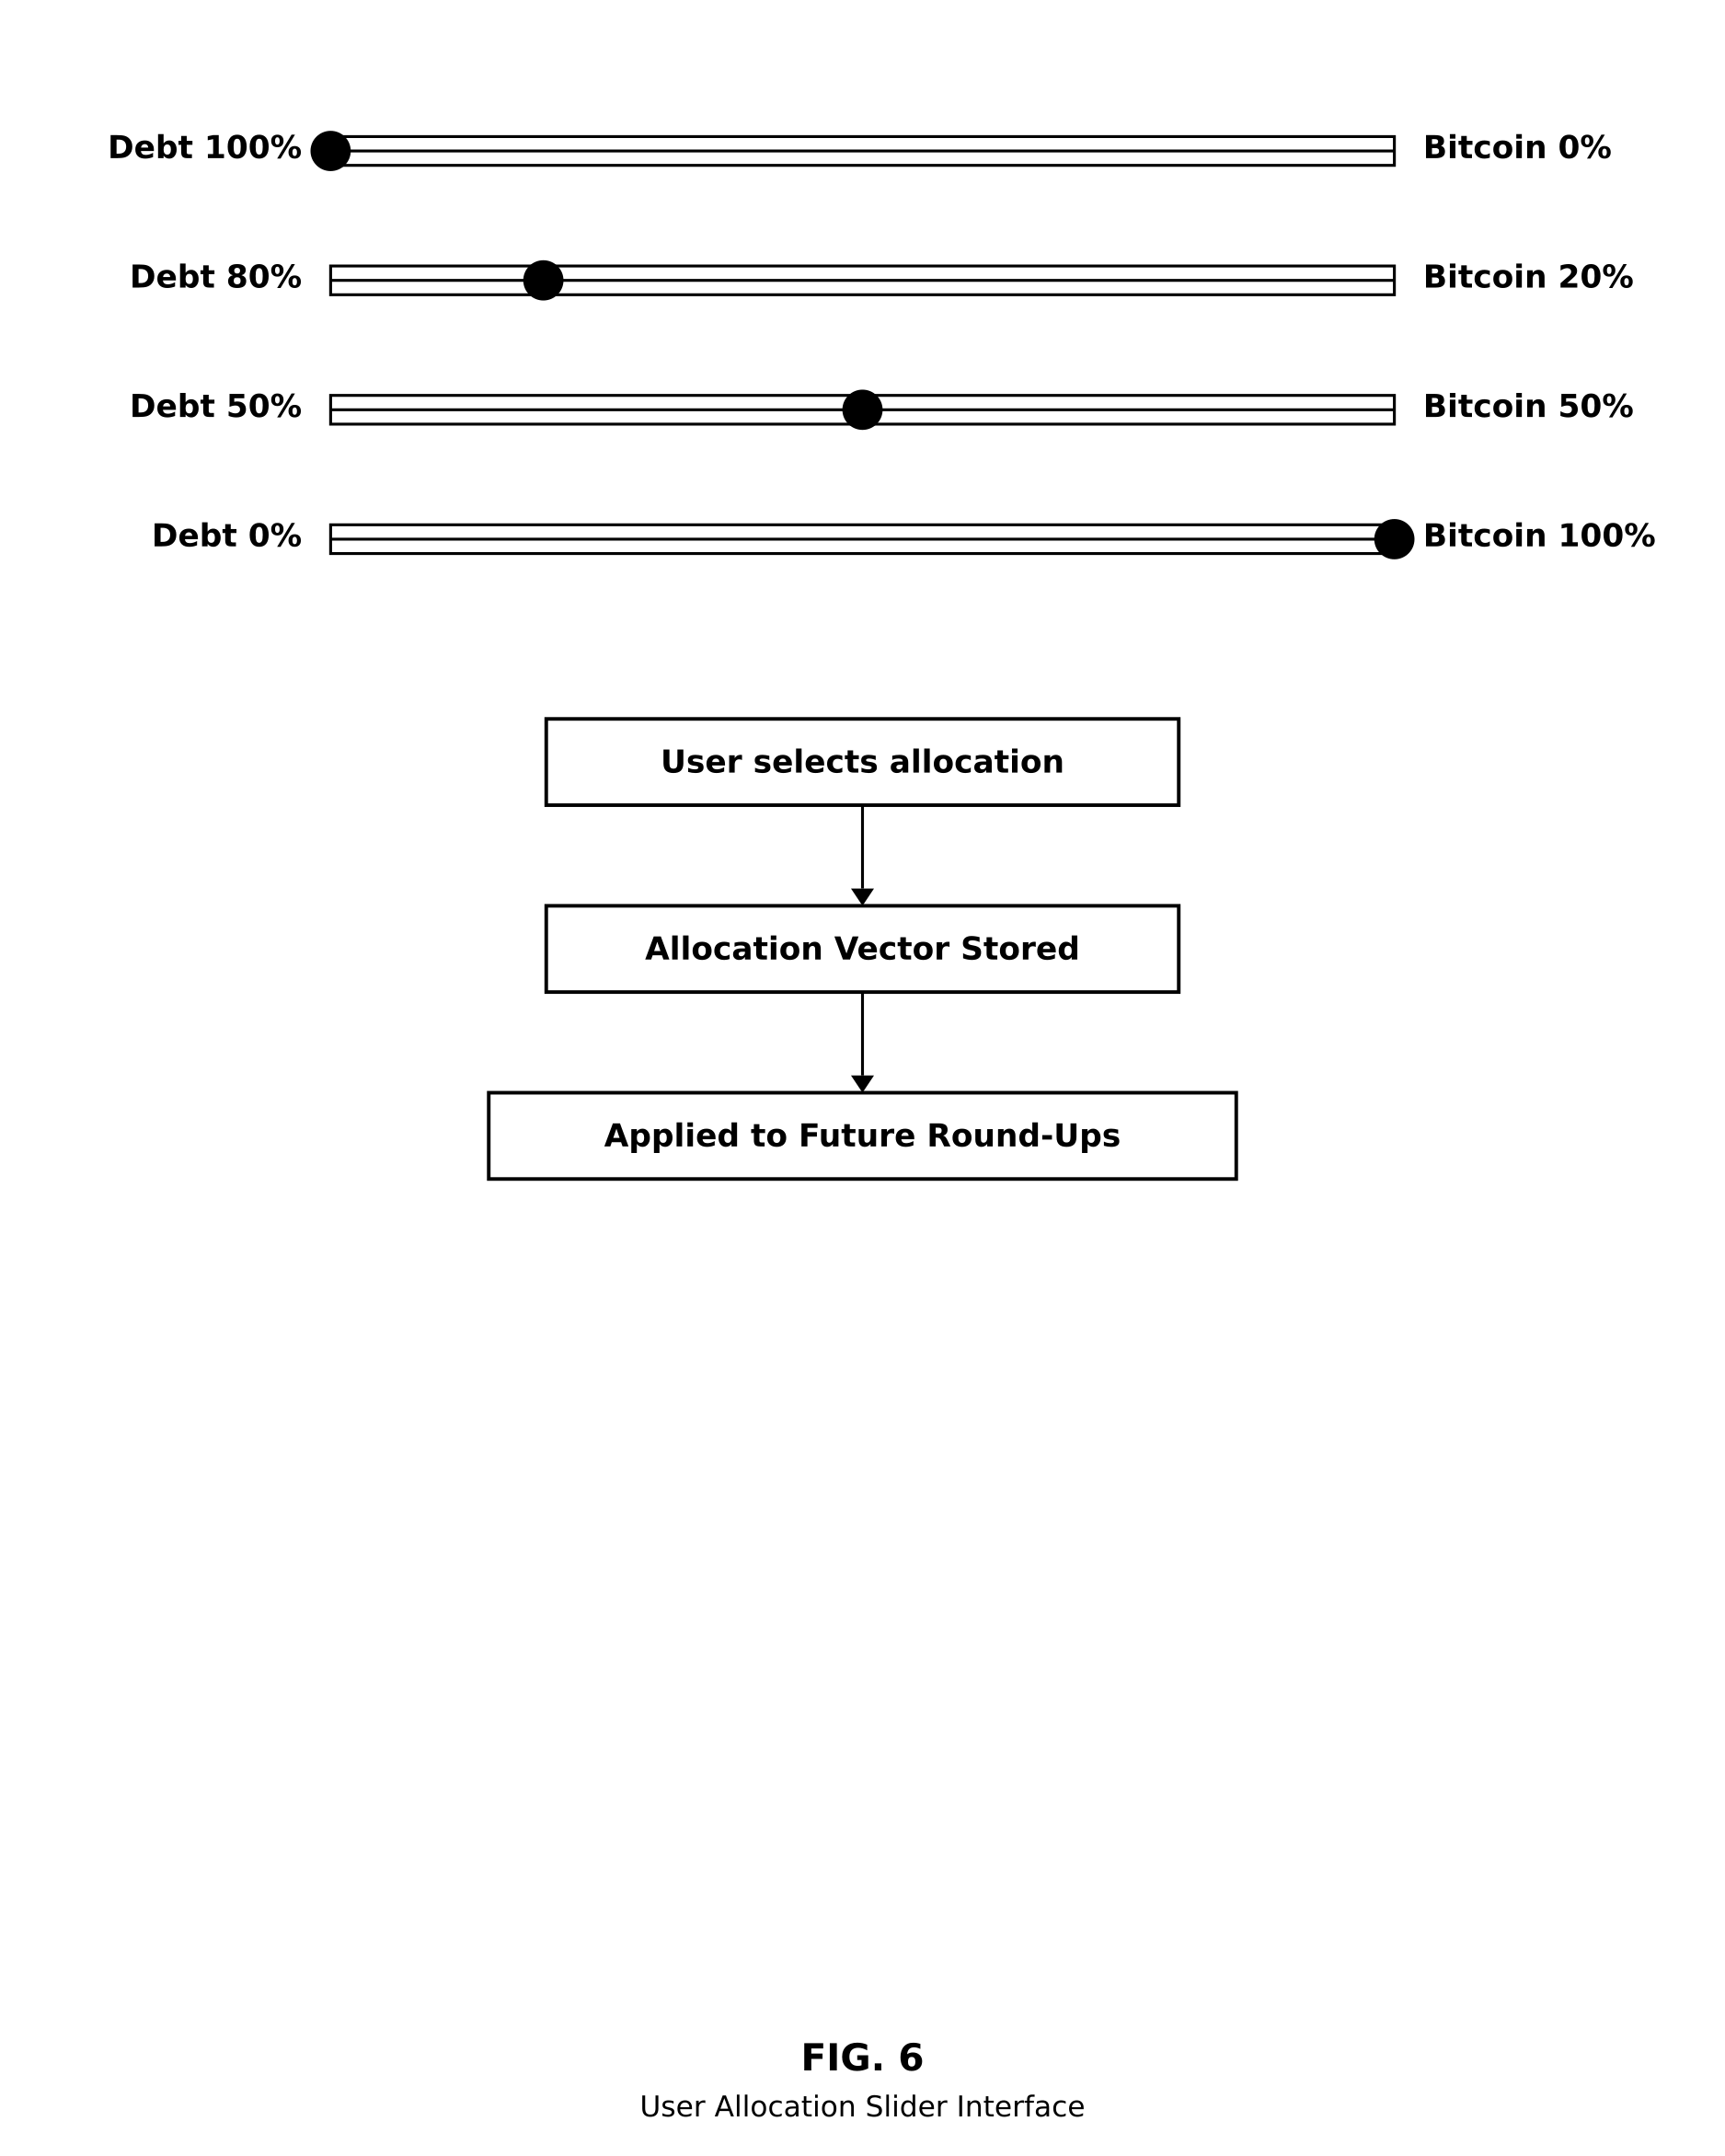 Debt 100% Bitcoin 0%
Debt 80% Bitcoin 20%
Debt 50% Bitcoin 50%
Debt 0% Bitcoin 100%
User selects allocation
Allocation Vector Stored
Applied to Future Round-Ups
FIG. 6
User Allocation Slider Interface